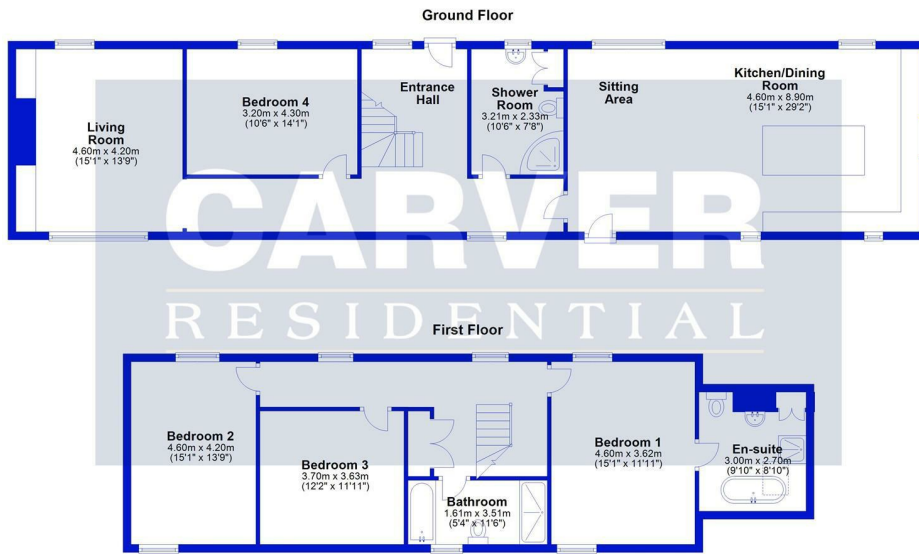 Ground Floor
Living
Room
4.60m x 4.20m
(15'1" x 13'9")
Bedroom 4
3.20m x 4.30m
(10'6" x 14'1")
Entrance
Hall
Shower
Room
3.21m x 2.33m
(10'6" x 7'8")
Sitting
Area
Kitchen/Dining
Room
4.60m x 8.90m
(15'1" x 29'2")
CARVER
RESIDENTIAL
First Floor
Bedroom 2
4.60m x 4.20m
(15'1" x 13'9")
Bedroom 3
3.70m x 3.63m
(12'2" x 11'11")
Bathroom
1.61m x 3.51m
(5'4" x 11'6")
Bedroom 1
4.60m x 3.62m
(15'1" x 11'11")
En-suite
3.00m x 2.70m
(9'10" x 8'10")